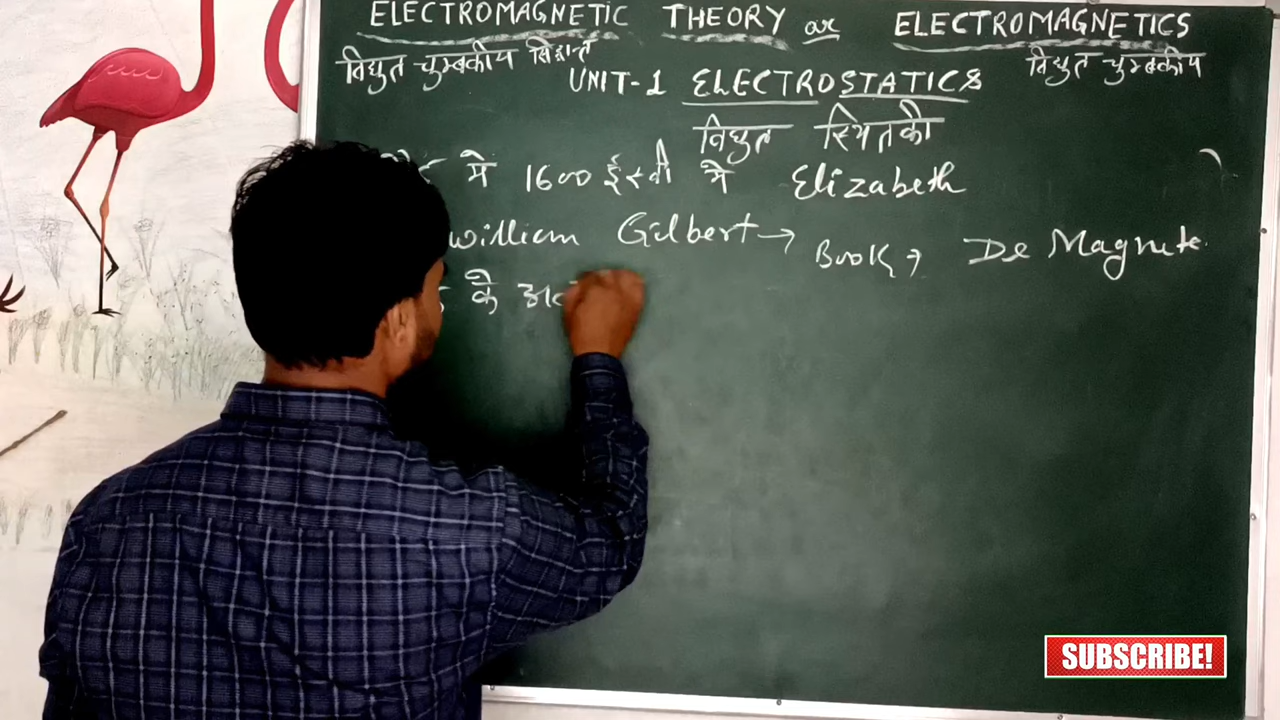 ELECTROMAGNETIC THEORY or ELECTROMAGNETICS
विद्युत चुम्बकीय सिद्धान्त विद्युत चुम्बकीय
UNIT-1 ELECTROSTATICS
विद्युत स्थितकी
में 1600 ईस्वी में Elizabeth
William Gilbert → Book → De Magnete
के
SUBSCRIBE!